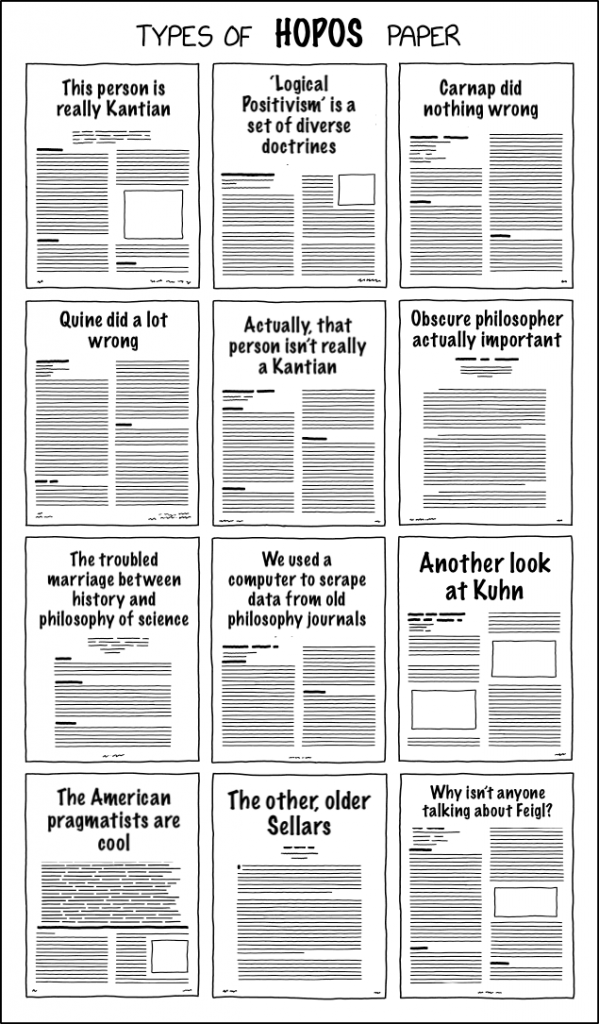 TYPES OF HOPOS PAPER
This person is
really Kantian
'Logical
Positivism' is a
set of diverse
doctrines
Carnap did
nothing wrong
Quine did a lot
wrong
Actually, that
person isn't really
a Kantian
Obscure philosopher
actually important
The troubled
marriage between
history and
philosophy of science
We used a
computer to scrape
data from old
philosophy journals
Another look
at Kuhn
The American
pragmatists are
cool
The other, older
Sellars
Why isn't anyone
talking about Feigl?